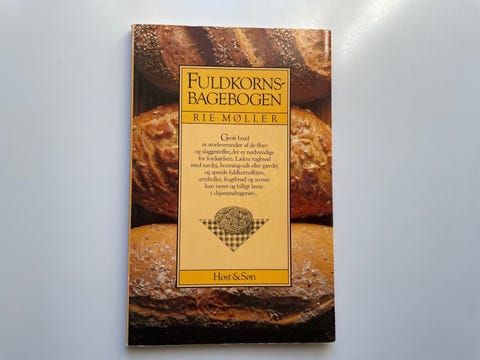 FULDKORNS-
BAGEBOGEN
RIE MØLLER
Groft brød
er storleverandør af de fiber-
og slaggestoffer, der er nødvendige
for fordøjelsen. Lækre rugbrød
med surdej, honning-salt eller gærdej
og sprøde fuldkornsflûtes,
urteboller, frugtbrød og scones
kan nemt og billigt laves
i »hjemmebageriet«.
Høst & Søn